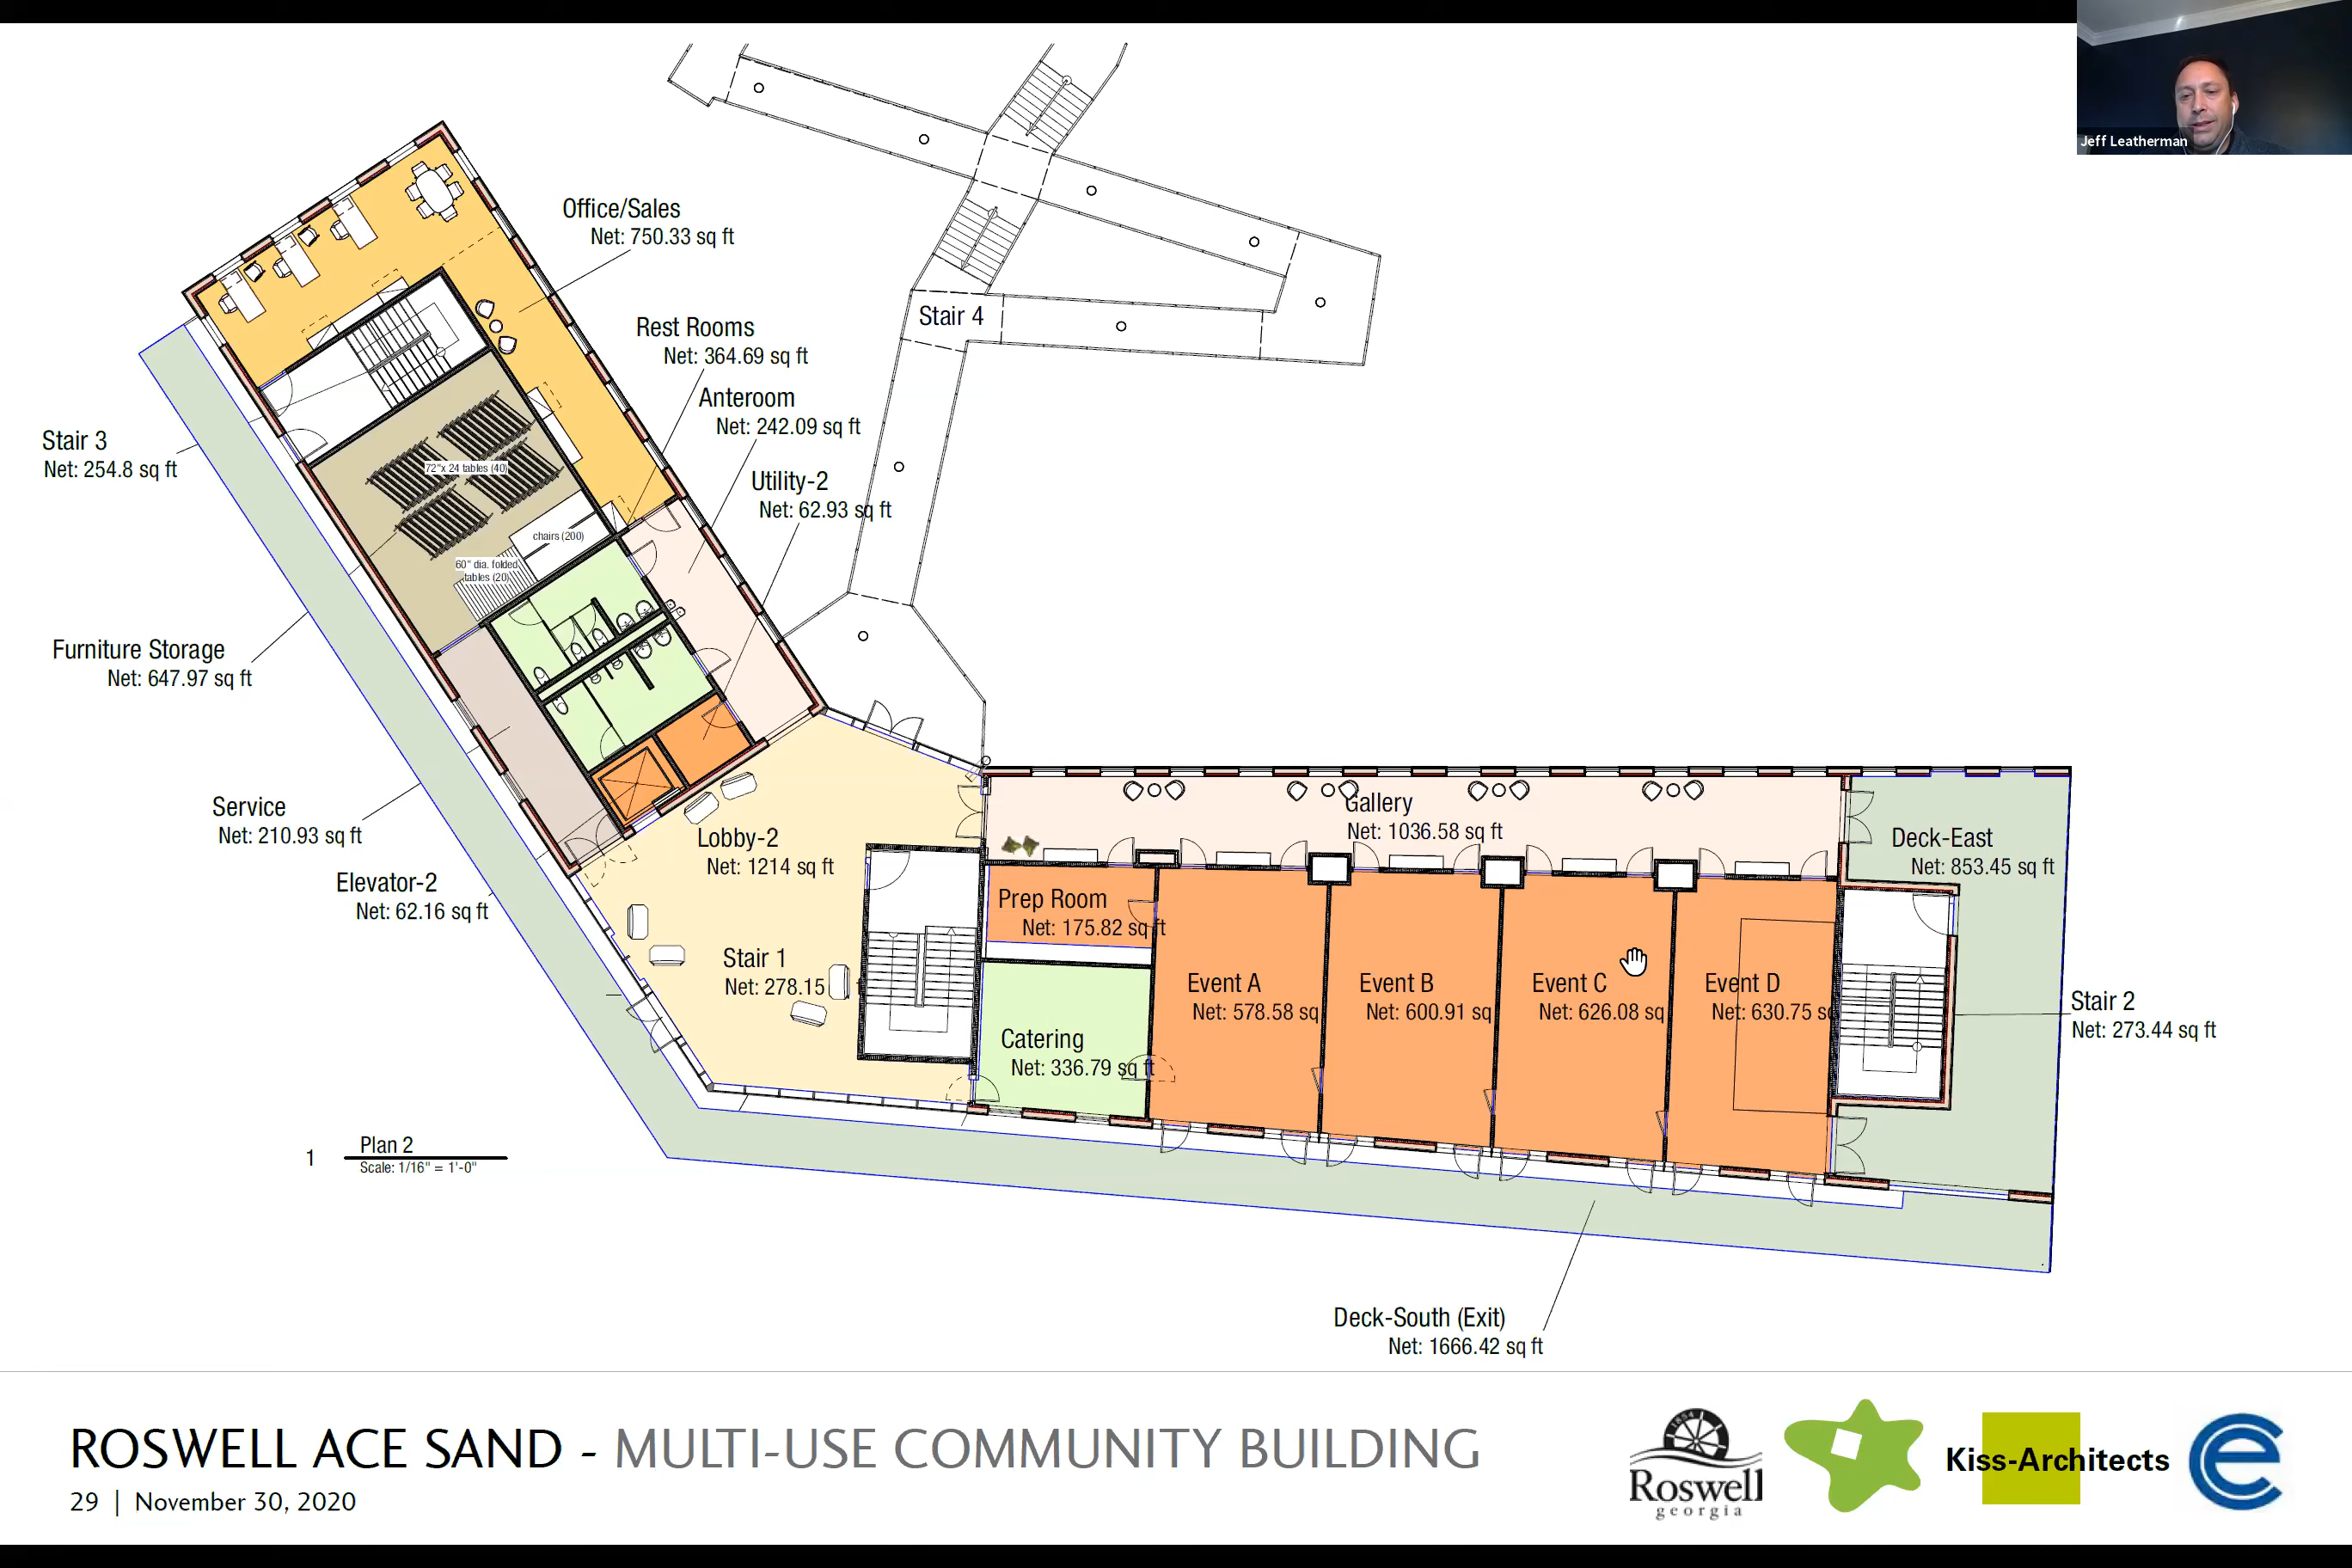 Jeff Leatherman
Office/Sales
Net: 750.33 sq ft
Stair 4
Rest Rooms
Net: 364.69 sq ft
Anteroom
Net: 242.09 sq ft
Stair 3
Net: 254.8 sq ft
72"x 24 tables (40)
Utility-2
Net: 62.93 sq ft
chairs (200)
60" dia. folded
tables (20)
Furniture Storage
Net: 647.97 sq ft
Service
Net: 210.93 sq ft
Elevator-2
Net: 62.16 sq ft
Lobby-2
Net: 1214 sq ft
Gallery
Net: 1036.58 sq ft
Deck-East
Net: 853.45 sq ft
Prep Room
Net: 175.82 sq ft
Stair 1
Net: 278.15
Event A
Net: 578.58 sq
Event B
Net: 600.91 sq
Event C
Net: 626.08 sq
Event D
Net: 630.75 sq
Stair 2
Net: 273.44 sq ft
Catering
Net: 336.79 sq ft
1
Plan 2
Scale: 1/16" = 1'-0"
Deck-South (Exit)
Net: 1666.42 sq ft
ROSWELL ACE SAND - MULTI-USE COMMUNITY BUILDING
29 | November 30, 2020
1854
Roswell
georgia
Kiss-Architects